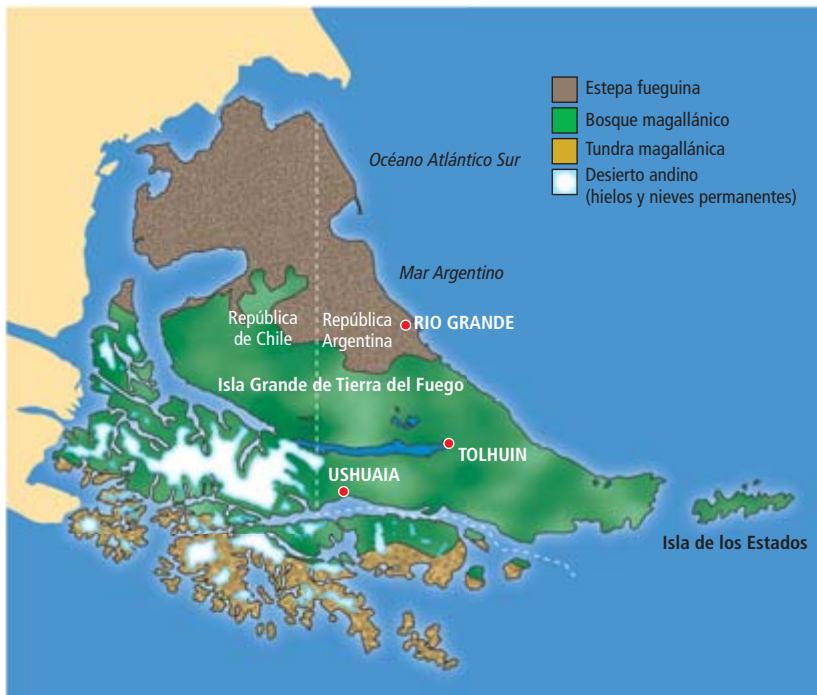 Estepa fueguina
Bosque magallánico
Tundra magallánica
Desierto andino
(hielos y nieves permanentes)
Océano Atlántico Sur
Mar Argentino
República
de Chile
República
Argentina
RIO GRANDE
Isla Grande de Tierra del Fuego
TOLHUIN
USHUAIA
Isla de los Estados